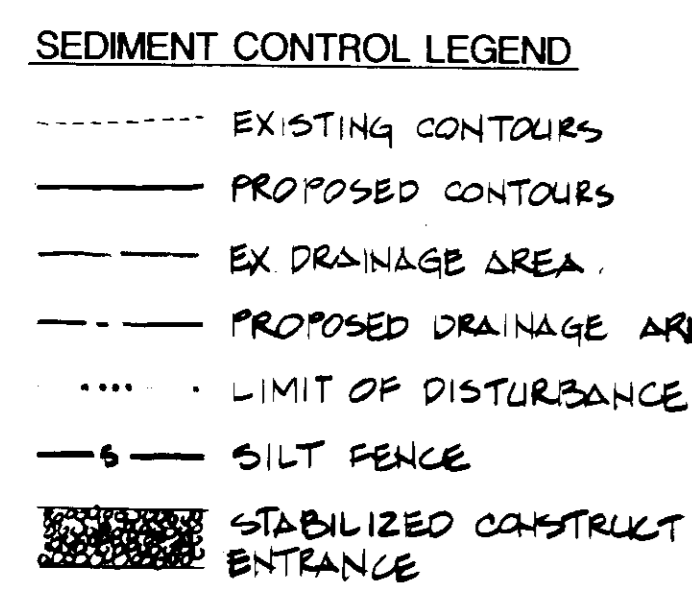 SEDIMENT CONTROL LEGEND
EXISTING CONTOURS
PROPOSED CONTOURS
EX. DRAINAGE AREA
PROPOSED DRAINAGE
LIMIT OF DISTURBANCE
S SILT FENCE
STABILIZED CONSTRUCT
ENTRANCE